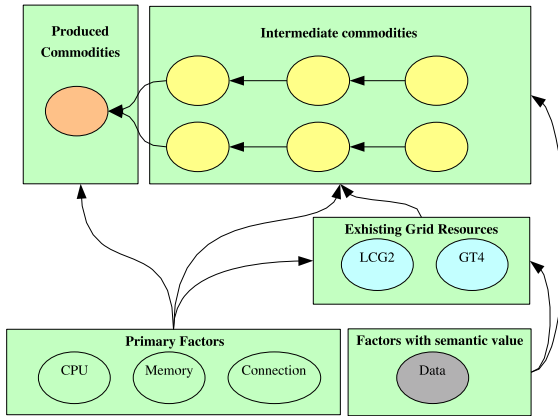 Produced
Commodities
Intermediate commodities
Exhisting Grid Resources
LCG2
GT4
Primary Factors
CPU
Memory
Connection
Factors with semantic value
Data